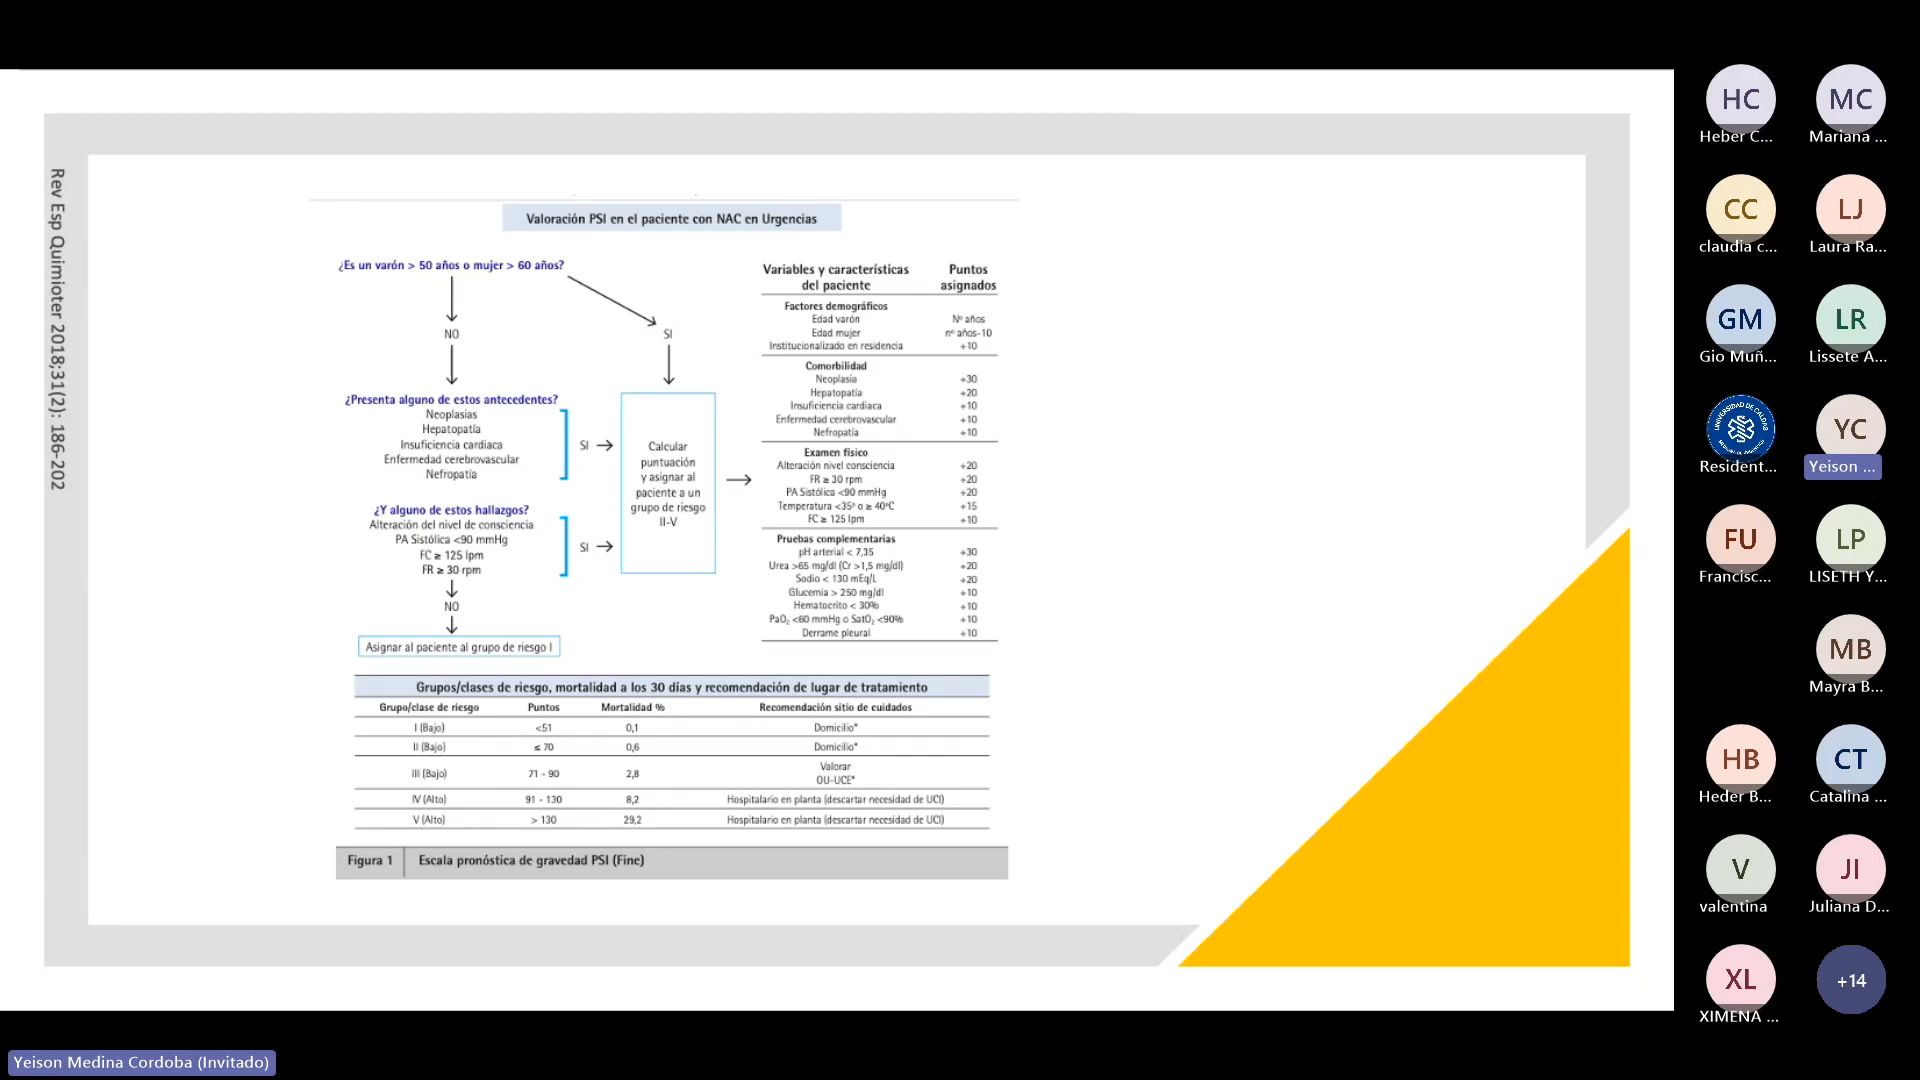 Rev Esp Quimioter 2018;31(2): 186-202
Valoración PSI en el paciente con NAC en Urgencias
¿Es un varón > 50 años o mujer > 60 años?
NO
SI
¿Presenta alguno de estos antecedentes?
Neoplasias
Hepatopatía
Insuficiencia cardiaca
Enfermedad cerebrovascular
Nefropatía
SI
¿Y alguno de estos hallazgos?
Alteración del nivel de consciencia
PA Sistólica <90 mmHg
FC ≥ 125 lpm
FR ≥ 30 rpm
SI
NO
Asignar al paciente al grupo de riesgo I
Calcular
puntuación
y asignar al
paciente a un
grupo de riesgo
II-V
Variables y características del paciente Puntos asignados
Factores demográficos
Edad varón Nº años
Edad mujer nº años-10
Institucionalizado en residencia +10
Comorbilidad
Neoplasia +30
Hepatopatía +20
Insuficiencia cardiaca +10
Enfermedad cerebrovascular +10
Nefropatía +10
Examen físico
Alteración nivel consciencia +20
FR ≥ 30 rpm +20
PA Sistólica <90 mmHg +20
Temperatura <35º o ≥ 40ºC +15
FC ≥ 125 lpm +10
Pruebas complementarias
pH arterial < 7,35 +30
Urea >65 mg/dl (Cr >1,5 mg/dl) +20
Sodio < 130 mEq/L +20
Glucemia > 250 mg/dl +10
Hematocrito < 30% +10
PaO₂ <60 mmHg o SatO₂ <90% +10
Derrame pleural +10
Grupos/clases de riesgo, mortalidad a los 30 días y recomendación de lugar de tratamiento
Grupo/clase de riesgo Puntos Mortalidad % Recomendación sitio de cuidados
I (Bajo) <51 0,1 Domicilio*
II (Bajo) ≤ 70 0,6 Domicilio*
III (Bajo) 71 - 90 2,8 Valorar OU-UCE*
IV (Alto) 91 - 130 8,2 Hospitalario en planta (descartar necesidad de UCI)
V (Alto) > 130 29,2 Hospitalario en planta (descartar necesidad de UCI)
Figura 1 Escala pronóstica de gravedad PSI (Fine)
HC MC
Heber C... Mariana ...
CC LJ
claudia c... Laura Ra...
GM LR
Gio Muñ... Lissete A...
UNIVERSIDAD DE CALDAS
YC
Resident... Yeison ...
FU LP
Francisc... LISETH Y...
MB
Mayra B...
HB CT
Heder B... Catalina ...
V JI
valentina Juliana D...
XL +14
XIMENA ...
Yeison Medina Cordoba (Invitado)